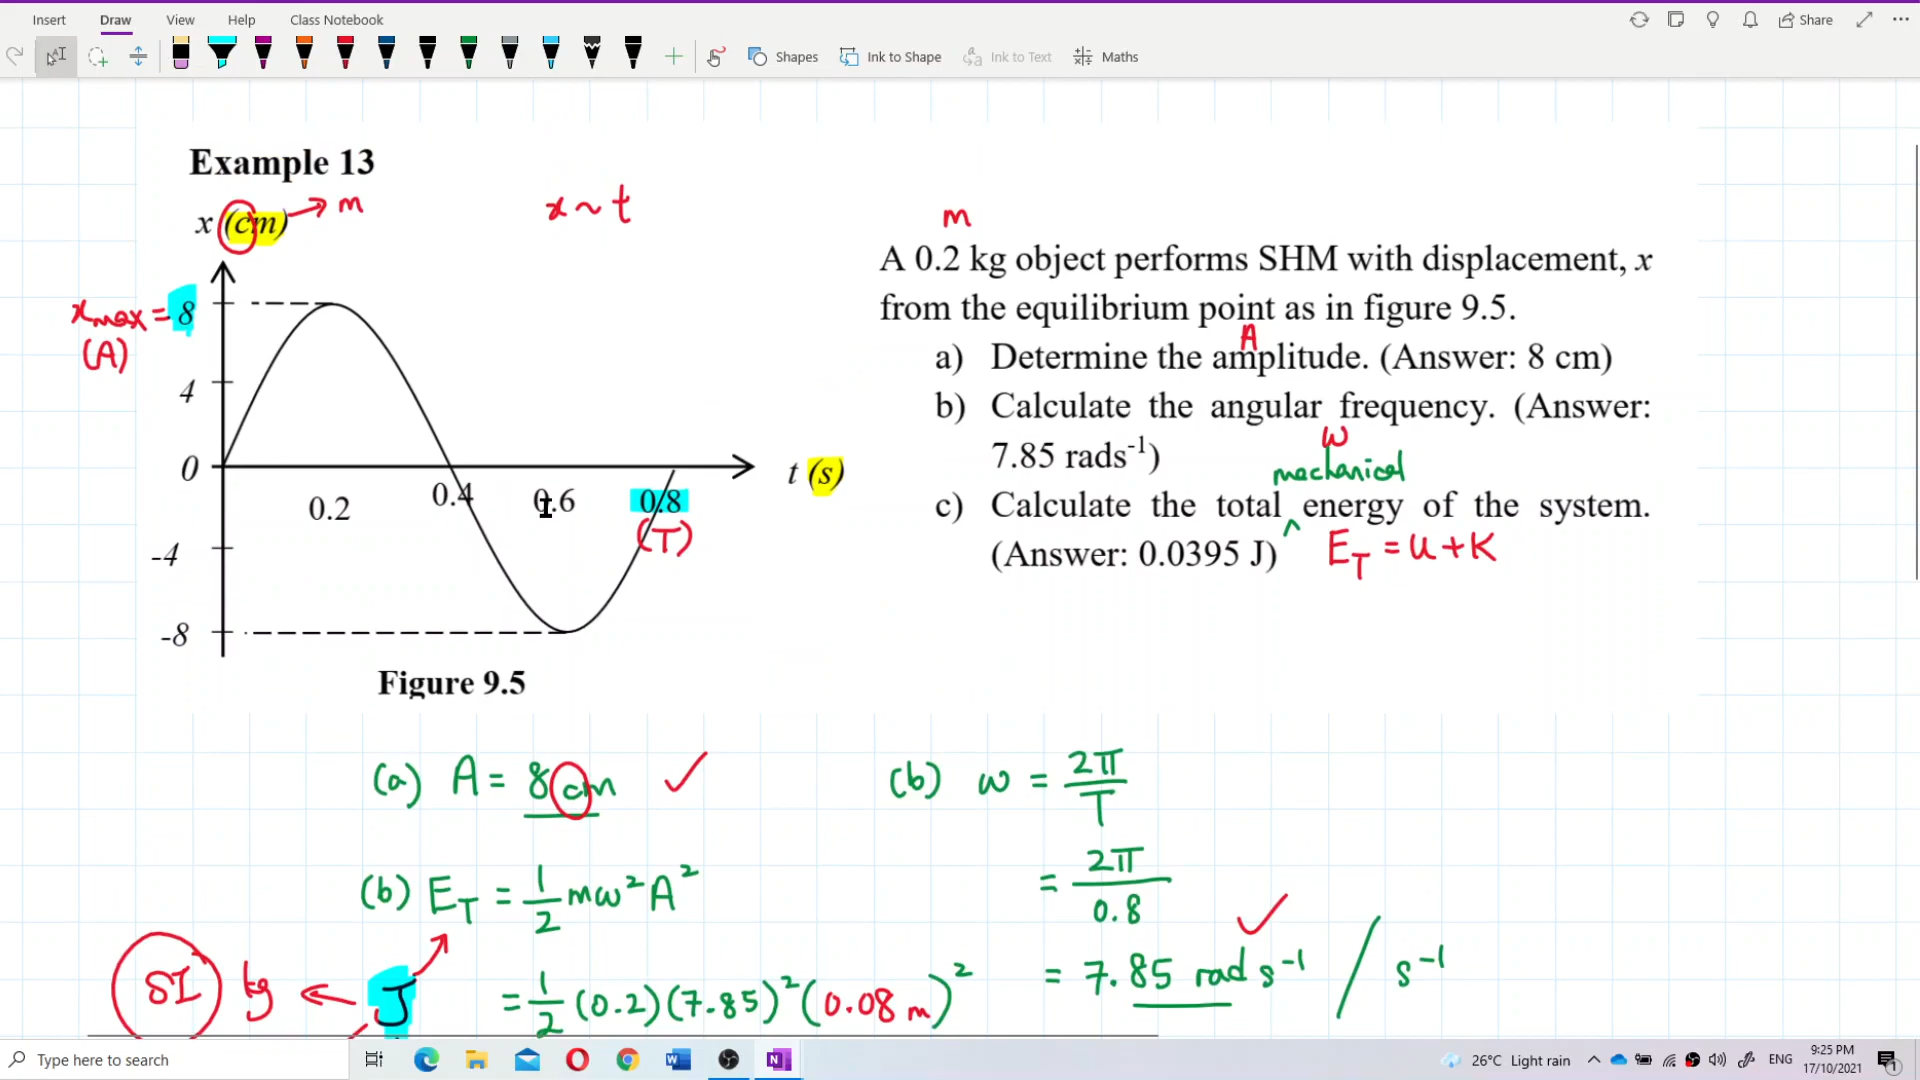 Insert Draw View Help Class Notebook Share
Shapes Ink to Shape Ink to Text Maths
Example 13
x (cm) → m
x ~ t
m
A 0.2 kg object performs SHM with displacement, x
from the equilibrium point as in figure 9.5.
A
a) Determine the amplitude. (Answer: 8 cm)
b) Calculate the angular frequency. (Answer:
7.85 rads⁻¹)
ω
mechanical
c) Calculate the total ^ energy of the system.
(Answer: 0.0395 J)
E_T = U + K
x_max = 8
(A)
4
0
-4
-8
0.2 0.4 0.6 0.8
(T)
t (s)
Figure 9.5
(a) A = 8 cm ✓
(b) E_T = 1/2 mω²A²
= 1/2 (0.2)(7.85)²(0.08 m)²
SI kg ← J
(b) ω = 2π/T
= 2π/0.8
= 7.85 rad s⁻¹ ✓ / s⁻¹
Type here to search
26°C Light rain ENG 9:25 PM
17/10/2021
1